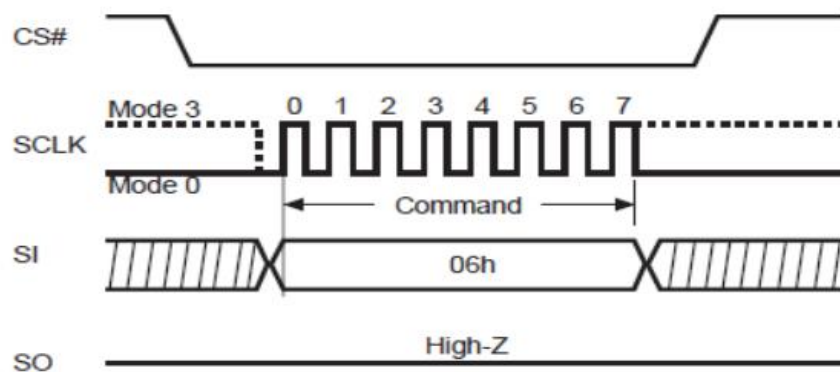 CS#
Mode 3
0 1 2 3 4 5 6 7
SCLK
Mode 0
Command
SI
06h
High-Z
SO